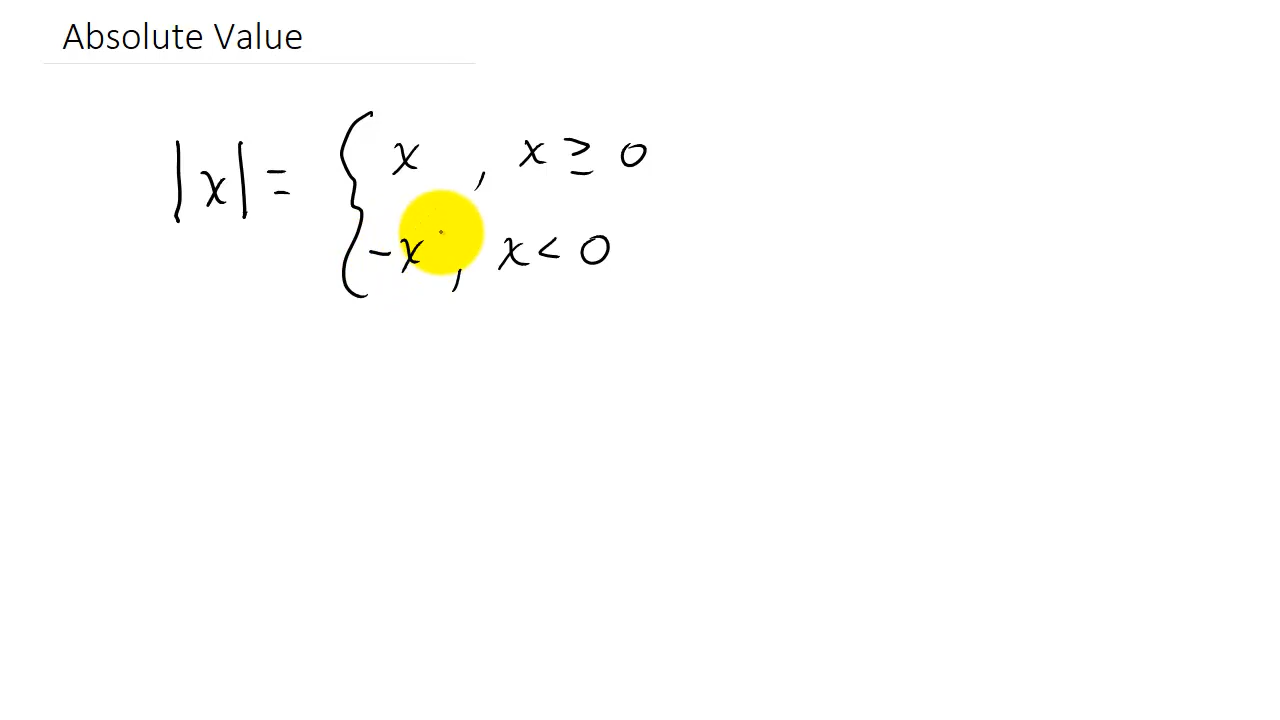 Absolute Value
|x| = { x , x ≥ 0
-x , x < 0